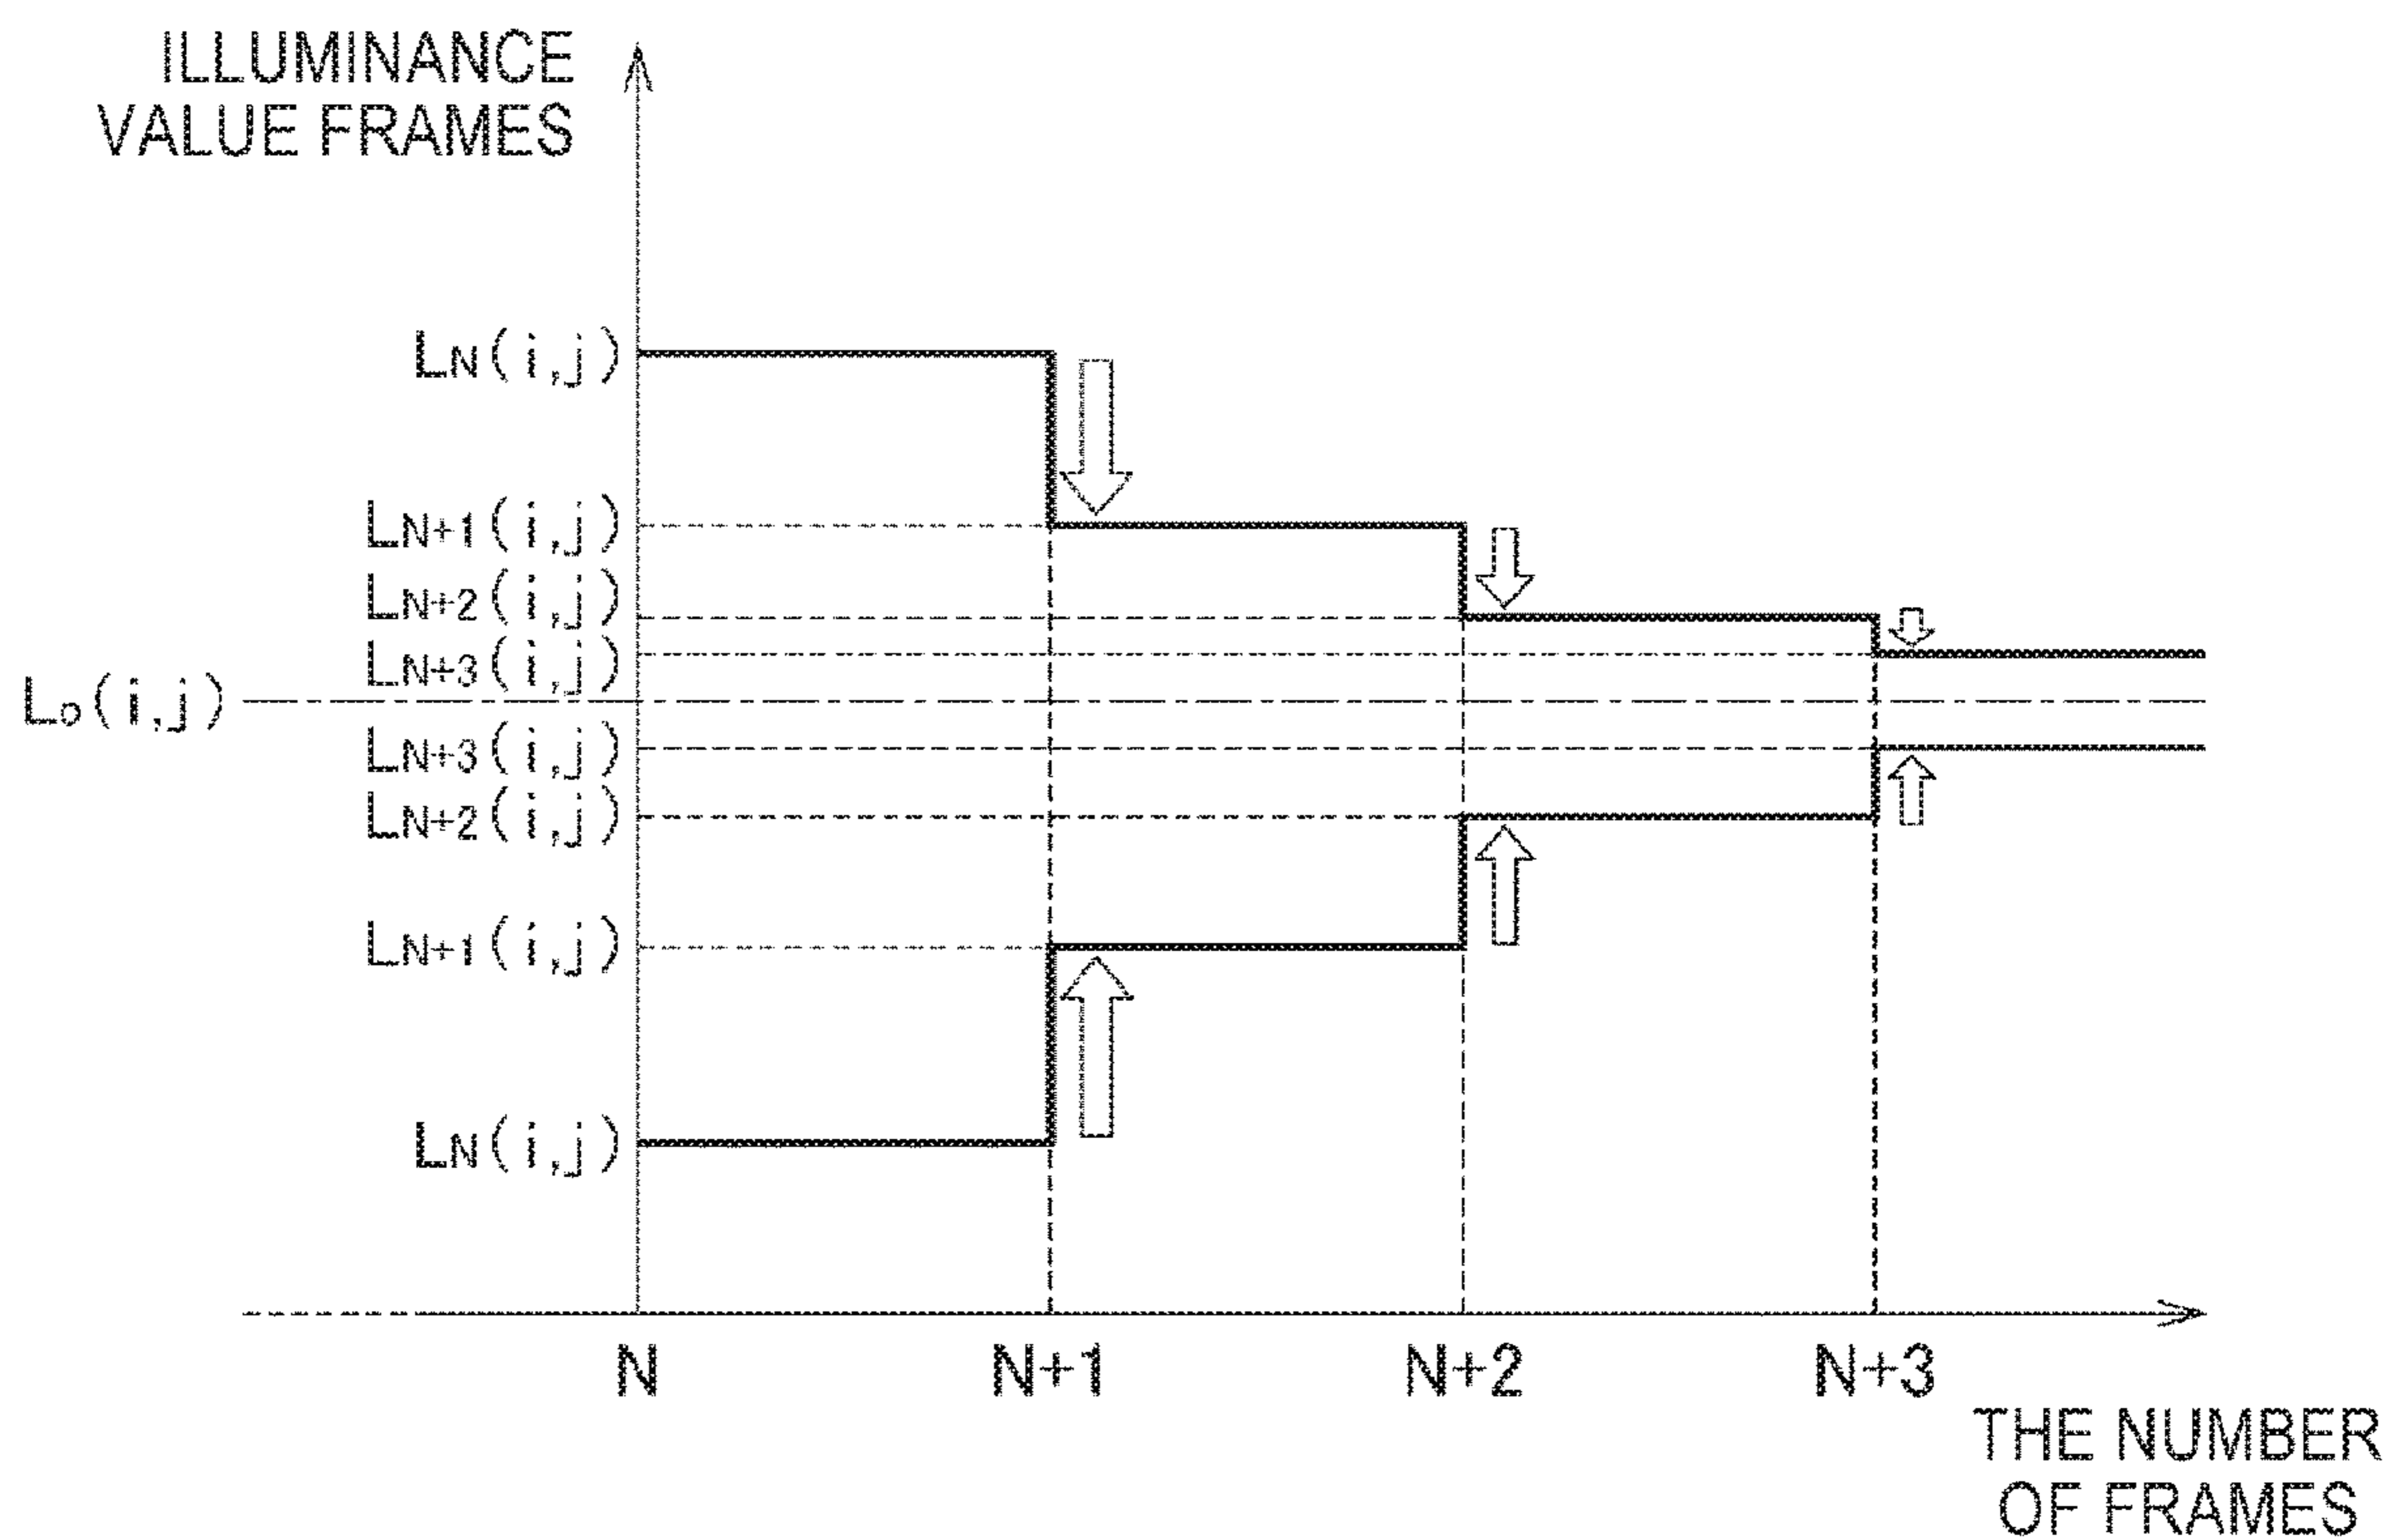 ILLUMINANCE
VALUE FRAMES
LN(i,j)
LN+1(i,j)
LN+2(i,j)
LN+3(i,j)
Lo(i,j)
LN+3(i,j)
LN+2(i,j)
LN+1(i,j)
LN(i,j)
N N+1 N+2 N+3
THE NUMBER
OF FRAMES